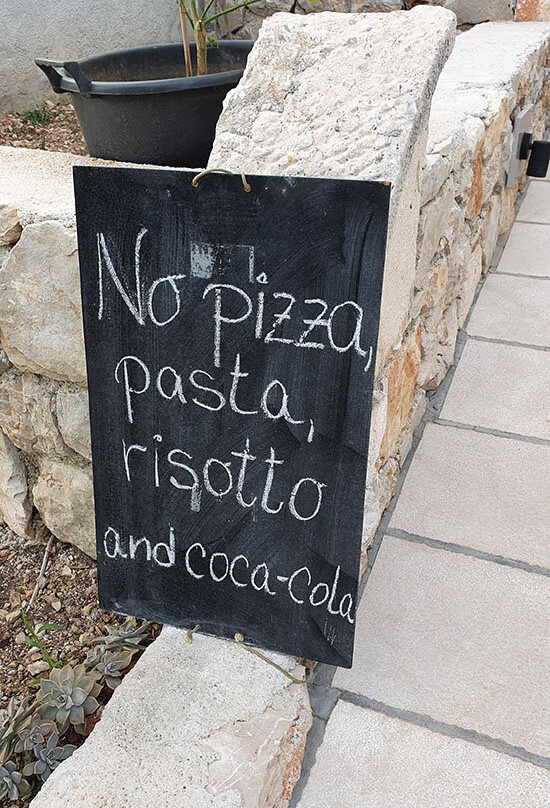 No pizza,
pasta,
risotto
and coca-cola